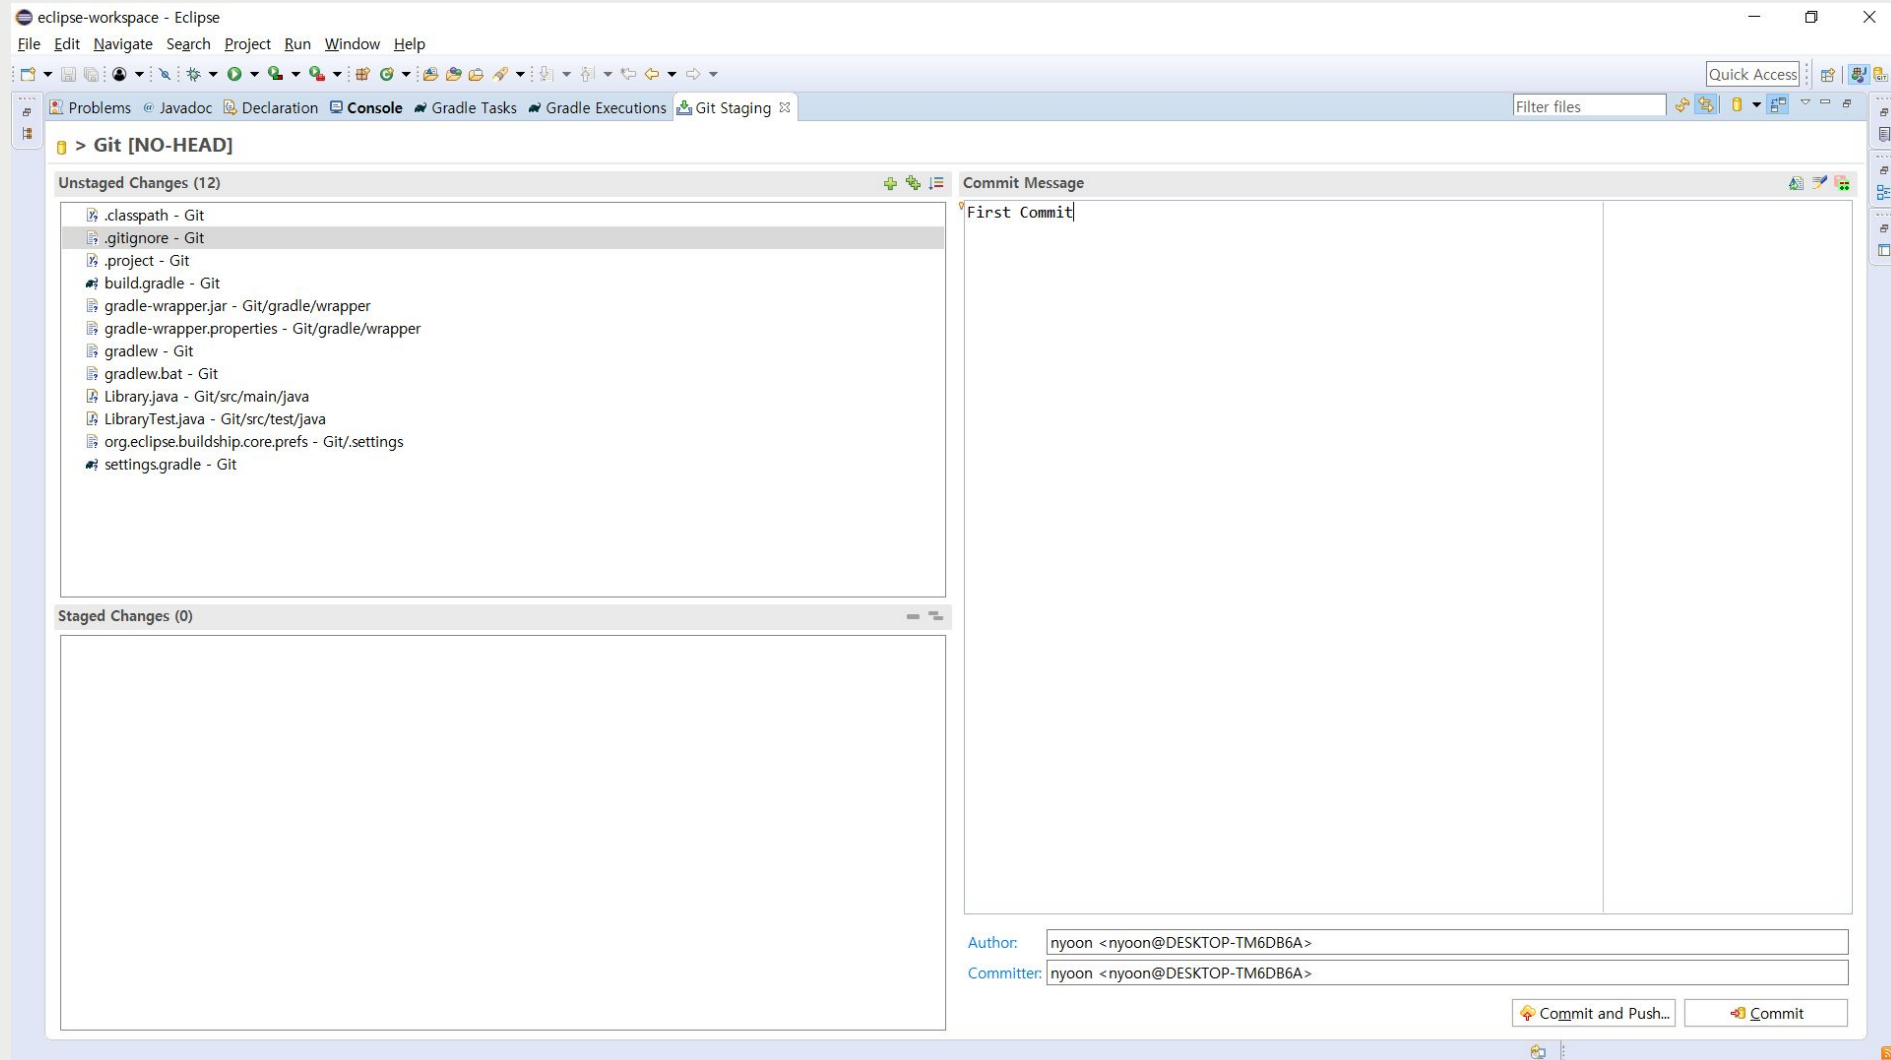 eclipse-workspace - Eclipse
File Edit Navigate Search Project Run Window Help
Quick Access
Problems @ Javadoc Declaration Console Gradle Tasks Gradle Executions Git Staging
Filter files
> Git [NO-HEAD]
Unstaged Changes (12)
.classpath - Git
.gitignore - Git
.project - Git
build.gradle - Git
gradle-wrapper.jar - Git/gradle/wrapper
gradle-wrapper.properties - Git/gradle/wrapper
gradlew - Git
gradlew.bat - Git
Library.java - Git/src/main/java
LibraryTest.java - Git/src/test/java
org.eclipse.buildship.core.prefs - Git/.settings
settings.gradle - Git
Staged Changes (0)
Commit Message
First Commit
Author: nyoon <nyoon@DESKTOP-TM6DB6A>
Committer: nyoon <nyoon@DESKTOP-TM6DB6A>
Commit and Push... Commit